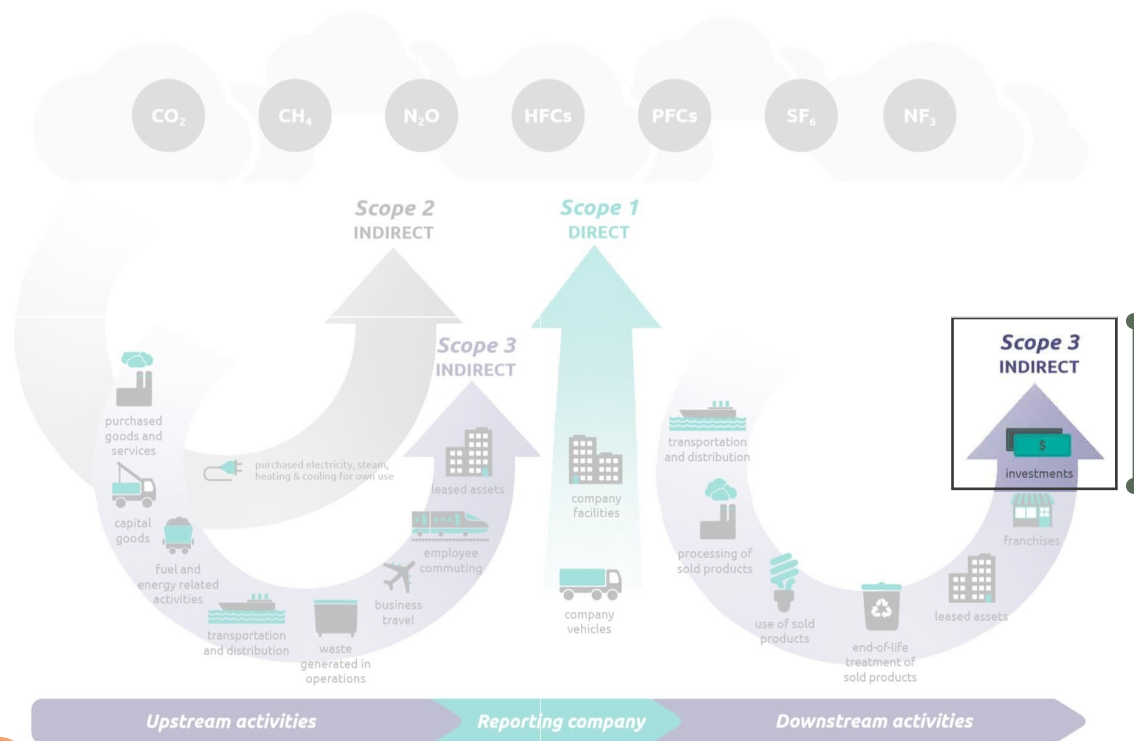 CO₂
CH₄
N₂O
HFCs
PFCs
SF₆
NF₃
Scope 2
INDIRECT
Scope 1
DIRECT
Scope 3
INDIRECT
Scope 3
INDIRECT
purchased
goods and
services
capital
goods
fuel and
energy related
activities
transportation
and distribution
waste
generated in
operations
business
travel
employee
commuting
leased assets
purchased electricity, steam,
heating & cooling for own use
company
facilities
company
vehicles
transportation
and distribution
processing of
sold products
use of sold
products
end-of-life
treatment of
sold products
leased assets
franchises
$
investments
Upstream activities
Reporting company
Downstream activities